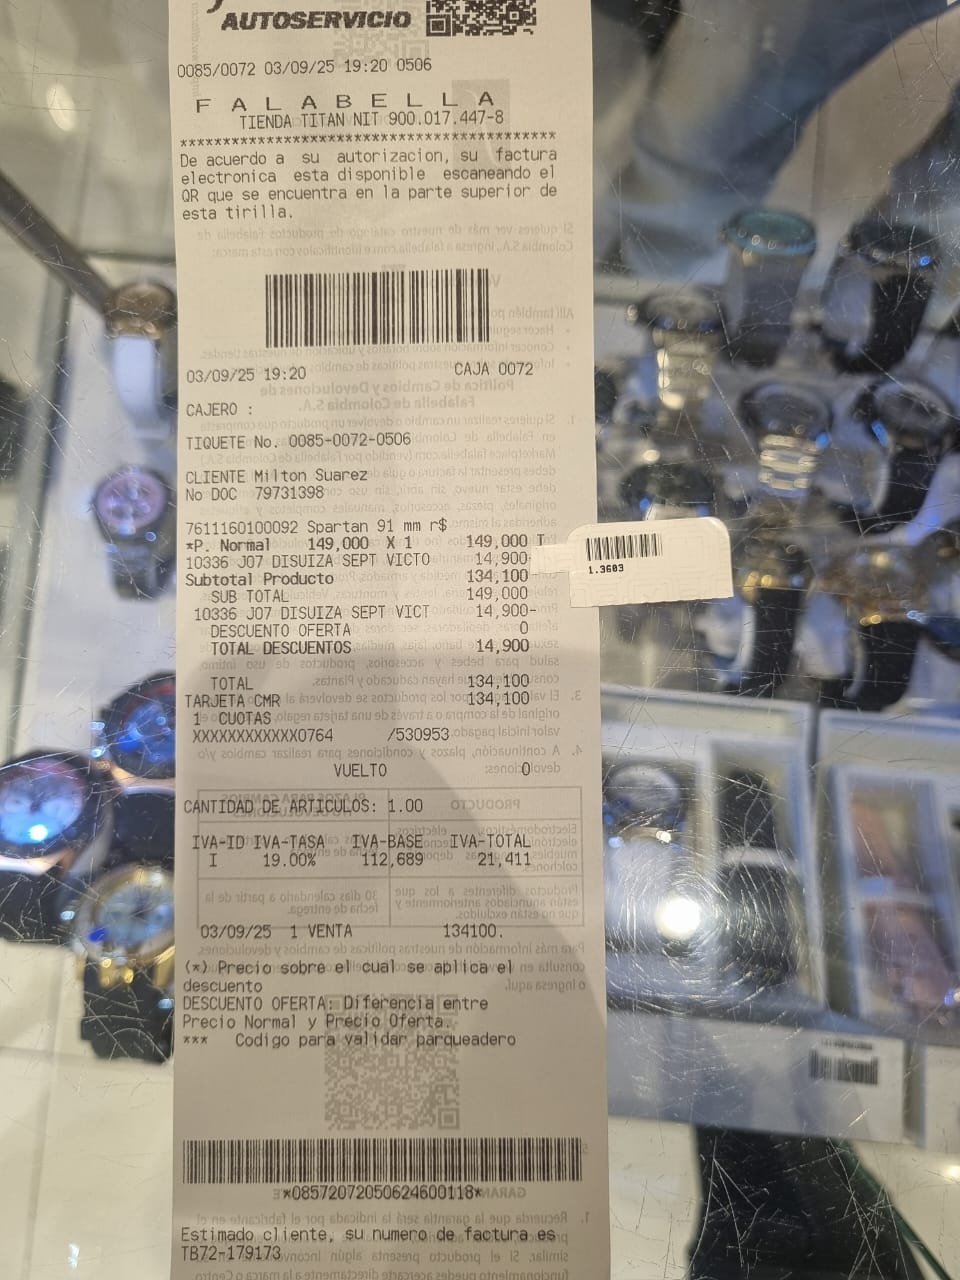 AUTOSERVICIO
0085/0072 03/09/25 19:20 0506
F A L A B E L L A
TIENDA TITAN NIT 900.017.447-8
**************************************************
De acuerdo a su autorizacion, su factura
electronica esta disponible escaneando el
QR que se encuentra en la parte superior de
esta tirilla.
03/09/25 19:20 CAJA 0072
CAJERO :
TIQUETE No. 0085-0072-0506
CLIENTE Milton Suarez
No DOC 79731398
7611160100092 Spartan 91 mm r$
*P. Normal 149,000 X 1 149,000 T
10336 J07 DISUIZA SEPT VICTO 14,900-
Subtotal Producto 134,100
SUB TOTAL 149,000
10336 J07 DISUIZA SEPT VICT 14,900-
DESCUENTO OFERTA 0
TOTAL DESCUENTOS 14,900
TOTAL 134,100
TARJETA CMR 134,100
1 CUOTAS
XXXXXXXXXXXX0764 /530953
VUELTO 0
CANTIDAD DE ARTICULOS: 1.00
IVA-ID IVA-TASA IVA-BASE IVA-TOTAL
I 19.00% 112,689 21,411
03/09/25 1 VENTA 134100.
(*) Precio sobre el cual se aplica el
descuento
DESCUENTO OFERTA: Diferencia entre
Precio Normal y Precio Oferta.
*** Codigo para validar parqueadero
*08572072050624600118*
Estimado cliente, su numero de factura es
TB72-179173
1.3603